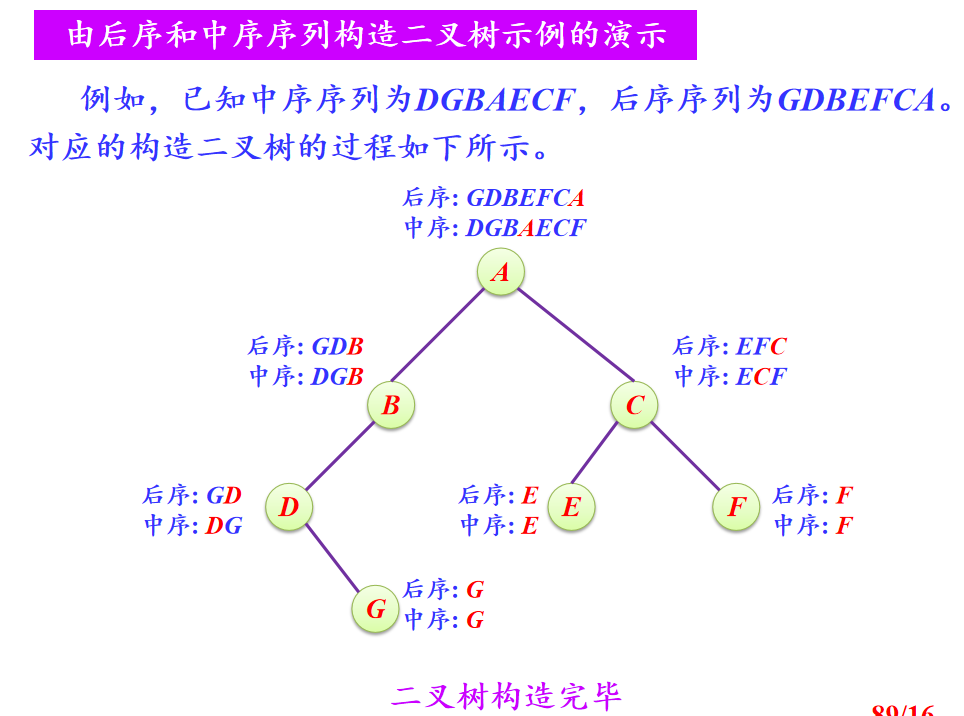 由后序和中序序列构造二叉树示例的演示
例如，已知中序序列为DGBAECF，后序序列为GDBEFCA。
对应的构造二叉树的过程如下所示。
后序: GDBEFCA
中序: DGBAECF
A
后序: GDB
中序: DGB
B
后序: EFC
中序: ECF
C
后序: GD
中序: DG
D
后序: E
中序: E
E
F
后序: F
中序: F
G
后序: G
中序: G
二叉树构造完毕
89/16